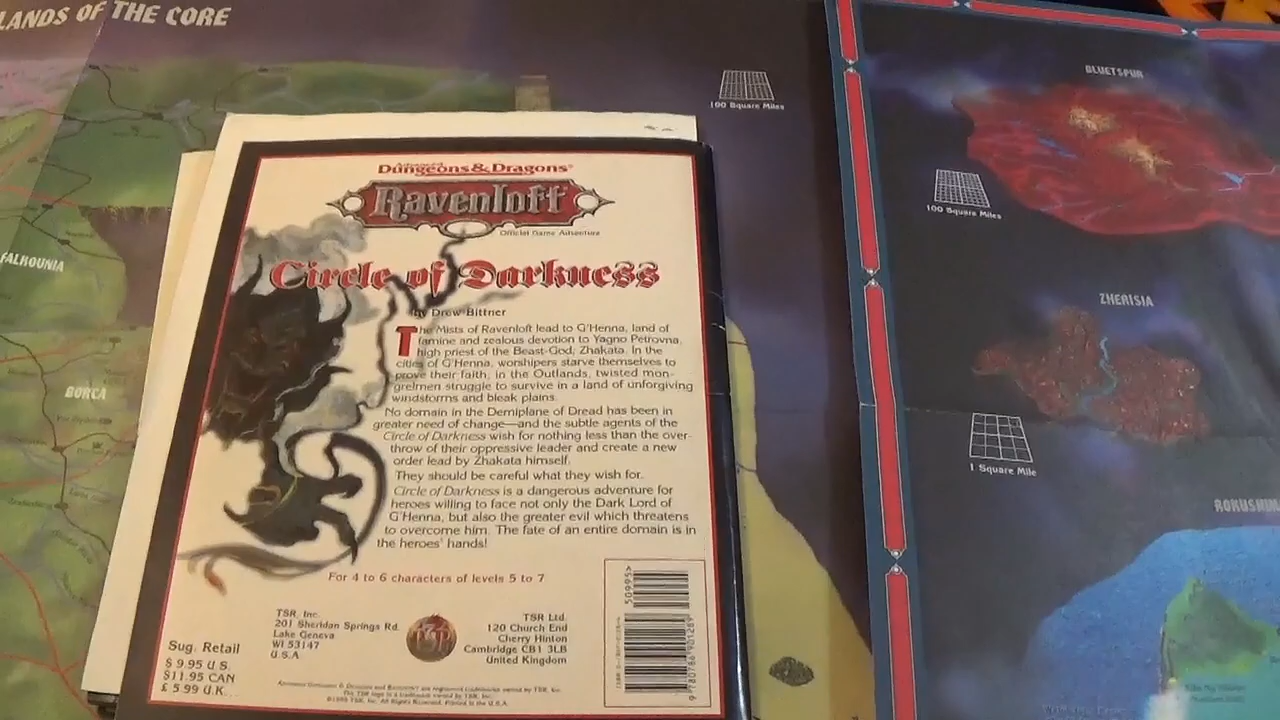 LANDS OF THE CORE
100 Square Miles
FALKOVNIA
BORCA
Advanced
Dungeons & Dragons®
Ravenloft
Official Game Adventure
Circle of Darkness
by Drew Bittner
The Mists of Ravenloft lead to G'Henna, land of
famine and zealous devotion to Yagno Petrovna,
high priest of the Beast-God, Zhakata. In the
cities of G'Henna, worshipers starve themselves to
prove their faith; in the Outlands, twisted mon-
grelmen struggle to survive in a land of unforgiving
windstorms and bleak plains.
No domain in the Demiplane of Dread has been in
greater need of change—and the subtle agents of the
Circle of Darkness wish for nothing less than the over-
throw of their oppressive leader and create a new
order lead by Zhakata himself.
They should be careful what they wish for.
Circle of Darkness is a dangerous adventure for
heroes willing to face not only the Dark Lord of
G'Henna, but also the greater evil which threatens
to overcome him. The fate of an entire domain is in
the heroes' hands!
For 4 to 6 characters of levels 5 to 7
Sug. Retail
$ 9.95 U.S.
$11.95 CAN
£ 5.99 U.K.
TSR, Inc.
201 Sheridan Springs Rd.
Lake Geneva
WI 53147
U.S.A
TSR
TSR Ltd.
120 Church End
Cherry Hinton
Cambridge CB1 3LB
United Kingdom
50995>
9 780786 901289
BLUETSPUR
100 Square Miles
ZHERISIA
1 Square Mile